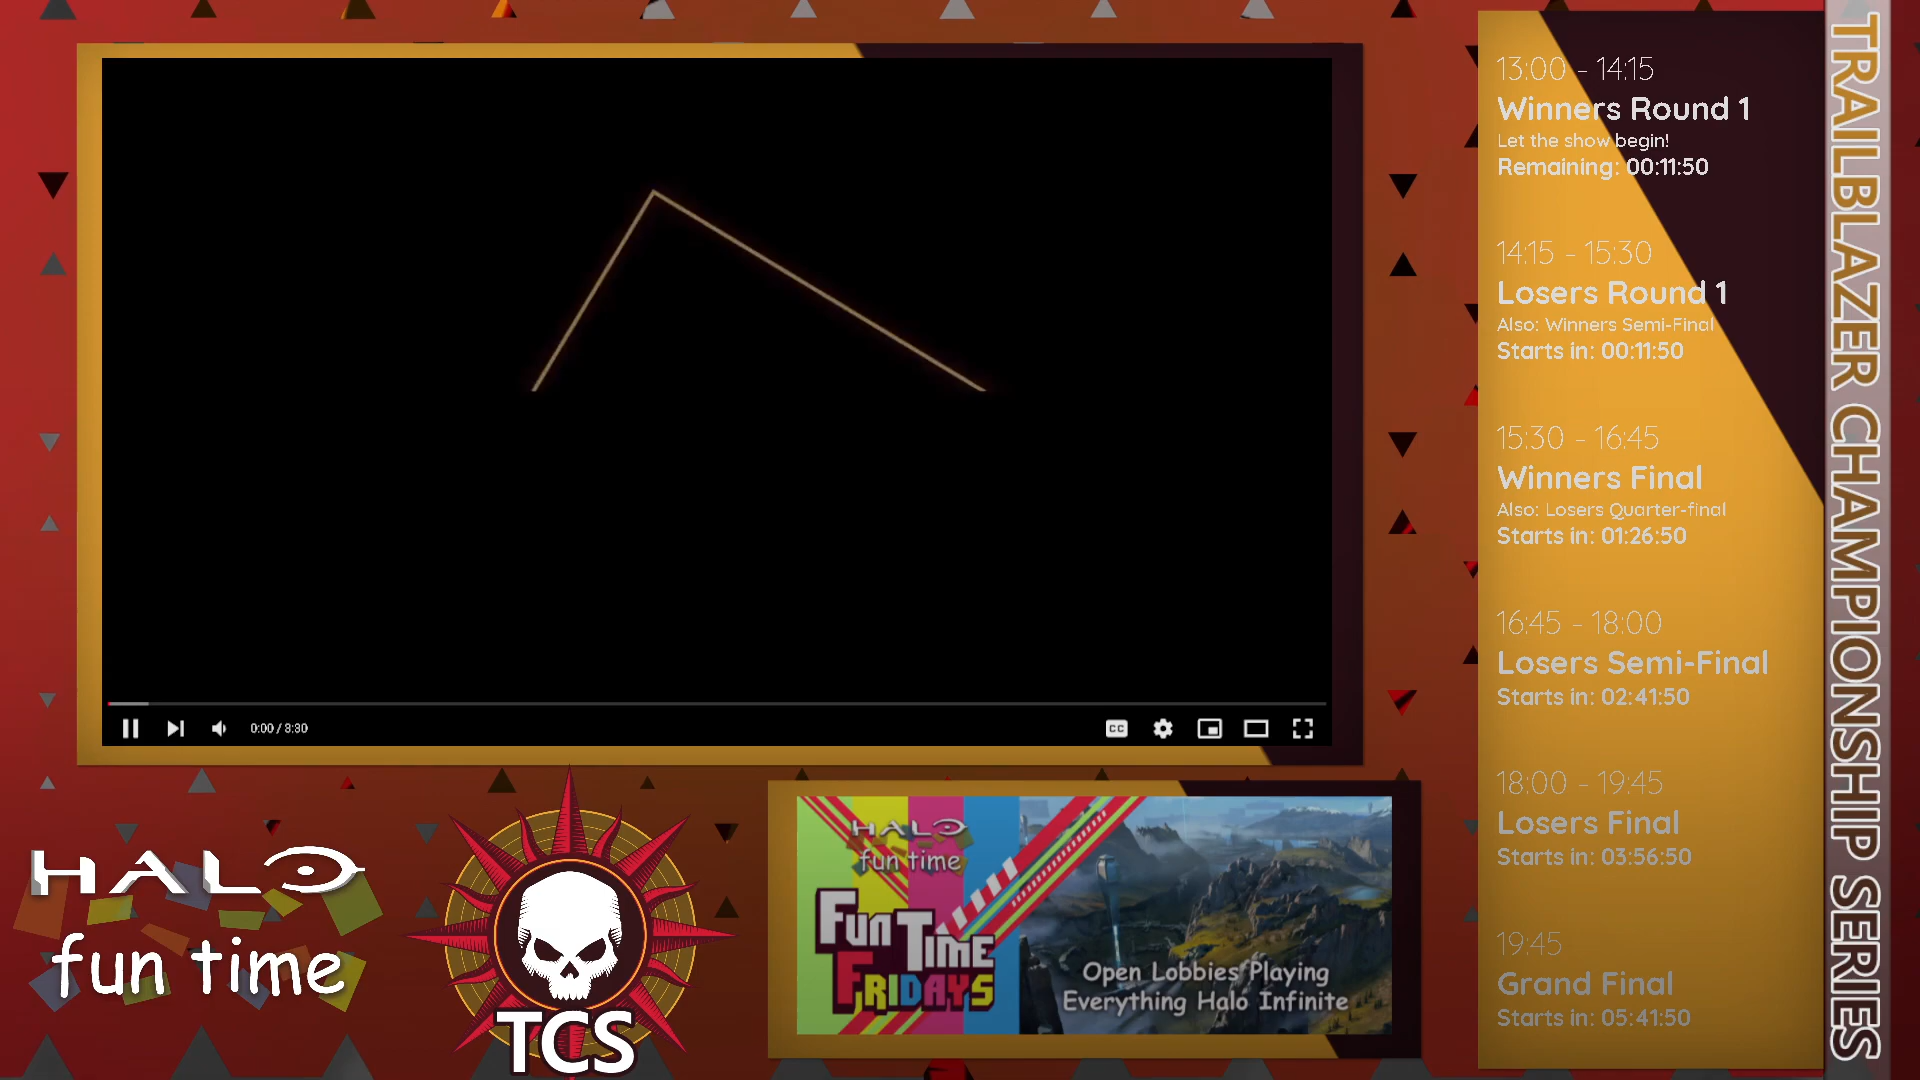 0:00 / 3:30
CC
13:00 - 14:15
Winners Round 1
Let the show begin!
Remaining: 00:11:50
14:15 - 15:30
Losers Round 1
Also: Winners Semi-Final
Starts in: 00:11:50
15:30 - 16:45
Winners Final
Also: Losers Quarter-final
Starts in: 01:26:50
16:45 - 18:00
Losers Semi-Final
Starts in: 02:41:50
18:00 - 19:45
Losers Final
Starts in: 03:56:50
19:45
Grand Final
Starts in: 05:41:50
TRAILBLAZER CHAMPIONSHIP SERIES
HALO
fun time
TCS
HALO
fun time
FUN TIME
FRIDAYS
Open Lobbies Playing
Everything Halo Infinite